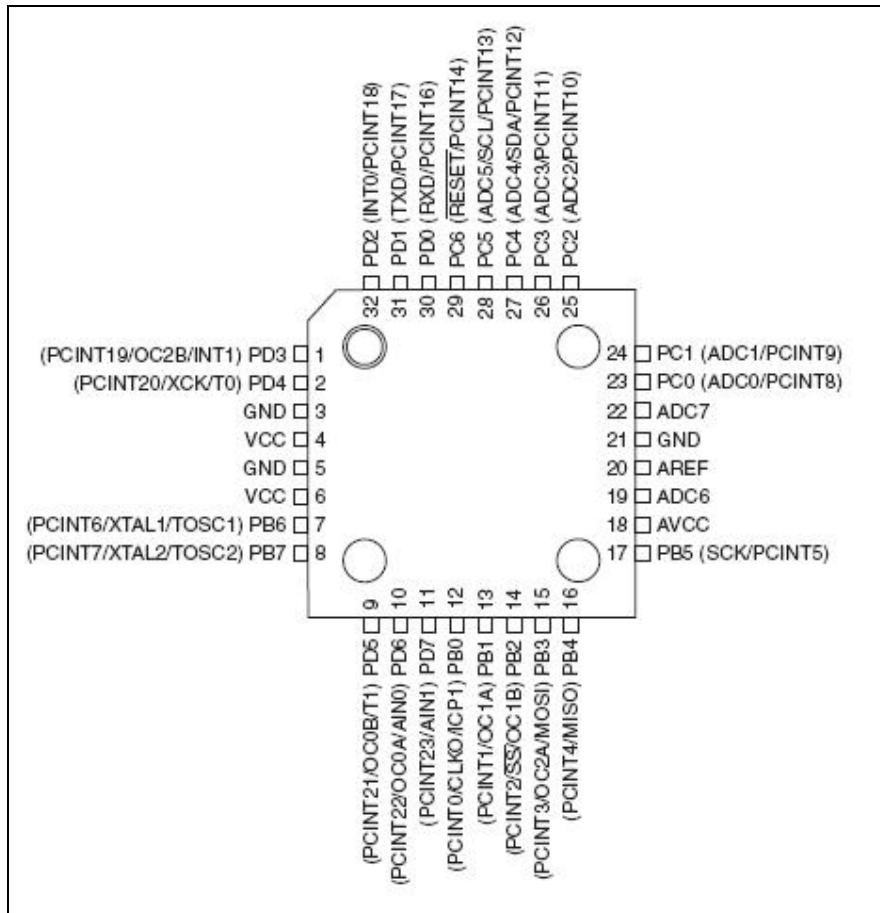 PD2 (INT0/PCINT18)
PD1 (TXD/PCINT17)
PD0 (RXD/PCINT16)
PC6 (RESET/PCINT14)
PC5 (ADC5/SCL/PCINT13)
PC4 (ADC4/SDA/PCINT12)
PC3 (ADC3/PCINT11)
PC2 (ADC2/PCINT10)
32 31 30 29 28 27 26 25
(PCINT19/OC2B/INT1) PD3 1
(PCINT20/XCK/T0) PD4 2
GND 3
VCC 4
GND 5
VCC 6
(PCINT6/XTAL1/TOSC1) PB6 7
(PCINT7/XTAL2/TOSC2) PB7 8
24 PC1 (ADC1/PCINT9)
23 PC0 (ADC0/PCINT8)
22 ADC7
21 GND
20 AREF
19 ADC6
18 AVCC
17 PB5 (SCK/PCINT5)
9 10 11 12 13 14 15 16
(PCINT21/OC0B/T1) PD5
(PCINT22/OC0A/AIN0) PD6
(PCINT23/AIN1) PD7
(PCINT0/CLKO/ICP1) PB0
(PCINT1/OC1A) PB1
(PCINT2/SS/OC1B) PB2
(PCINT3/OC2A/MOSI) PB3
(PCINT4/MISO) PB4